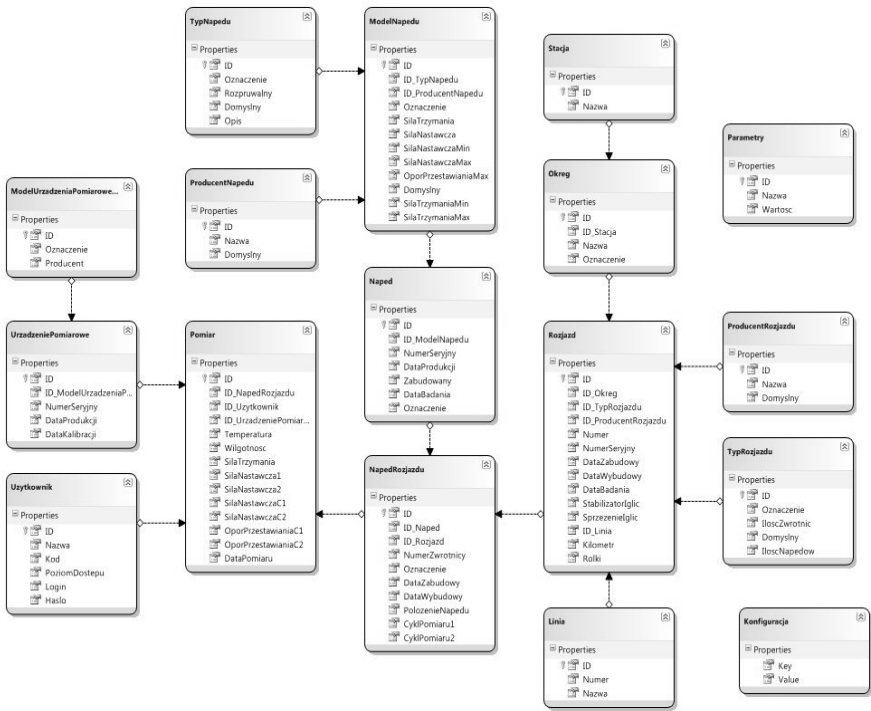 TypNapedu
Properties
ID
Oznaczenie
Rozpruwalny
Domyslny
Opis
ModelNapedu
Properties
ID
ID_TypNapedu
ID_ProducentNapedu
Oznaczenie
SilaTrzymania
SilaNastawcza
SilaNastawczaMin
SilaNastawczaMax
OporPrzestawianiaMax
Domyslny
SilaTrzymaniaMin
SilaTrzymaniaMax
Stacja
Properties
ID
Nazwa
Parametry
Properties
ID
Nazwa
Wartosc
ModelUrzadzeniaPomiarowe...
Properties
ID
Oznaczenie
Producent
ProducentNapedu
Properties
ID
Nazwa
Domyslny
Okreg
Properties
ID
ID_Stacja
Nazwa
Oznaczenie
Naped
Properties
ID
ID_ModelNapedu
NumerSeryjny
DataProdukcji
Zabudowany
DataBadania
Oznaczenie
UrzadzeniePomiarowe
Properties
ID
ID_ModelUrzadzeniaP...
NumerSeryjny
DataProdukcji
DataKalibracji
Pomiar
Properties
ID
ID_NapedRozjazdu
ID_Uzytkownik
ID_UrzadzeniePomiar...
Temperatura
Wilgotnosc
SilaTrzymania
SilaNastawcza1
SilaNastawcza2
SilaNastawczaC1
SilaNastawczaC2
OporPrzestawianiaC1
OporPrzestawianiaC2
DataPomiaru
Rozjazd
Properties
ID
ID_Okreg
ID_TypRozjazdu
ID_ProducentRozjazdu
Numer
NumerSeryjny
DataZabudowy
DataWybudowy
DataBadania
StabilizatorIglic
SprzezenieIglic
ID_Linia
Kilometr
Rolki
ProducentRozjazdu
Properties
ID
Nazwa
Domyslny
Uzytkownik
Properties
ID
Nazwa
Kod
PoziomDostepu
Login
Haslo
NapedRozjazdu
Properties
ID
ID_Naped
ID_Rozjazd
NumerZwrotnicy
Oznaczenie
DataZabudowy
DataWybudowy
PolozenieNapedu
CyklPomiaru1
CyklPomiaru2
TypRozjazdu
Properties
ID
Oznaczenie
IloscZwrotnic
Domyslny
IloscNapedow
Linia
Properties
ID
Numer
Nazwa
Konfiguracja
Properties
Key
Value